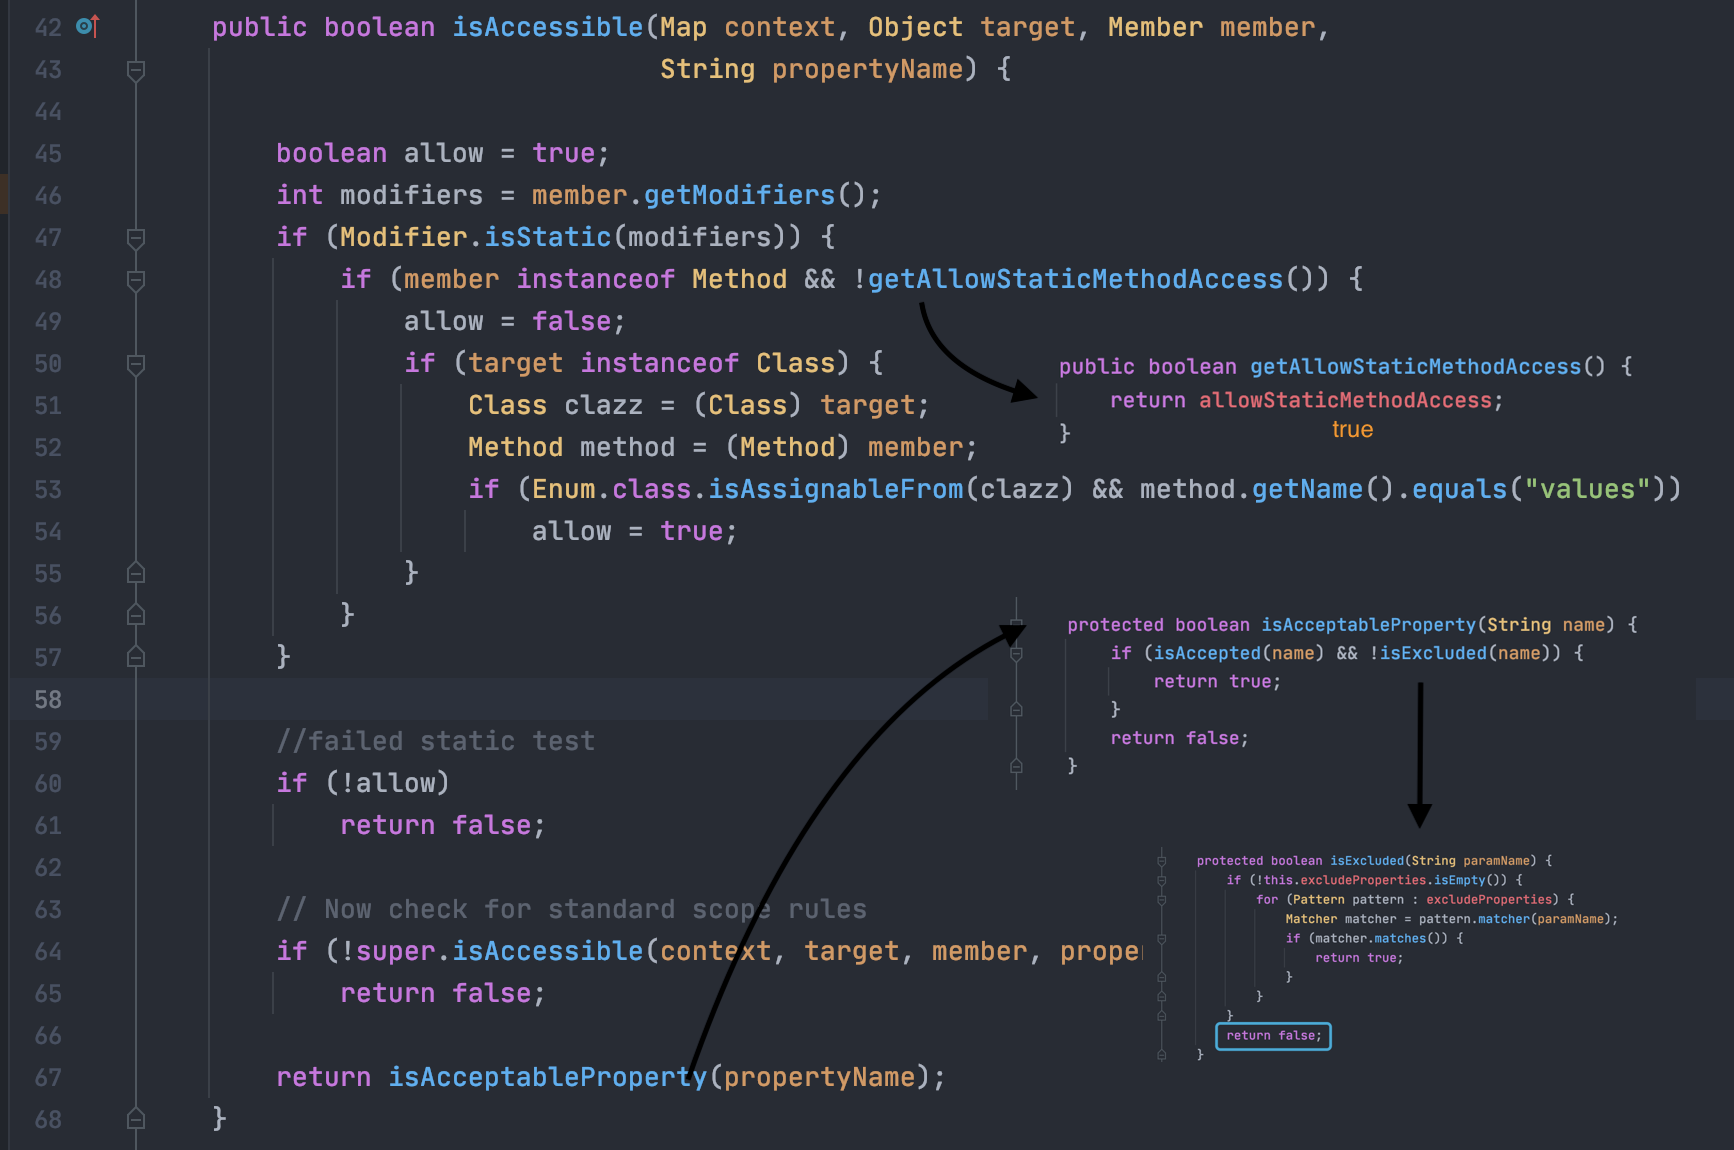 42 public boolean isAccessible(Map context, Object target, Member member,
43 String propertyName) {
44
45 boolean allow = true;
46 int modifiers = member.getModifiers();
47 if (Modifier.isStatic(modifiers)) {
48 if (member instanceof Method && !getAllowStaticMethodAccess()) {
49 allow = false;
50 if (target instanceof Class) {
51 Class clazz = (Class) target;
52 Method method = (Method) member;
53 if (Enum.class.isAssignableFrom(clazz) && method.getName().equals("values"))
54 allow = true;
55 }
56 }
57 }
58
59 //failed static test
60 if (!allow)
61 return false;
62
63 // Now check for standard scope rules
64 if (!super.isAccessible(context, target, member, proper
65 return false;
66
67 return isAcceptableProperty(propertyName);
68 }
public boolean getAllowStaticMethodAccess() {
return allowStaticMethodAccess;
true
}
protected boolean isAcceptableProperty(String name) {
if (isAccepted(name) && !isExcluded(name)) {
return true;
}
return false;
}
protected boolean isExcluded(String paramName) {
if (!this.excludeProperties.isEmpty()) {
for (Pattern pattern : excludeProperties) {
Matcher matcher = pattern.matcher(paramName);
if (matcher.matches()) {
return true;
}
}
}
return false;
}